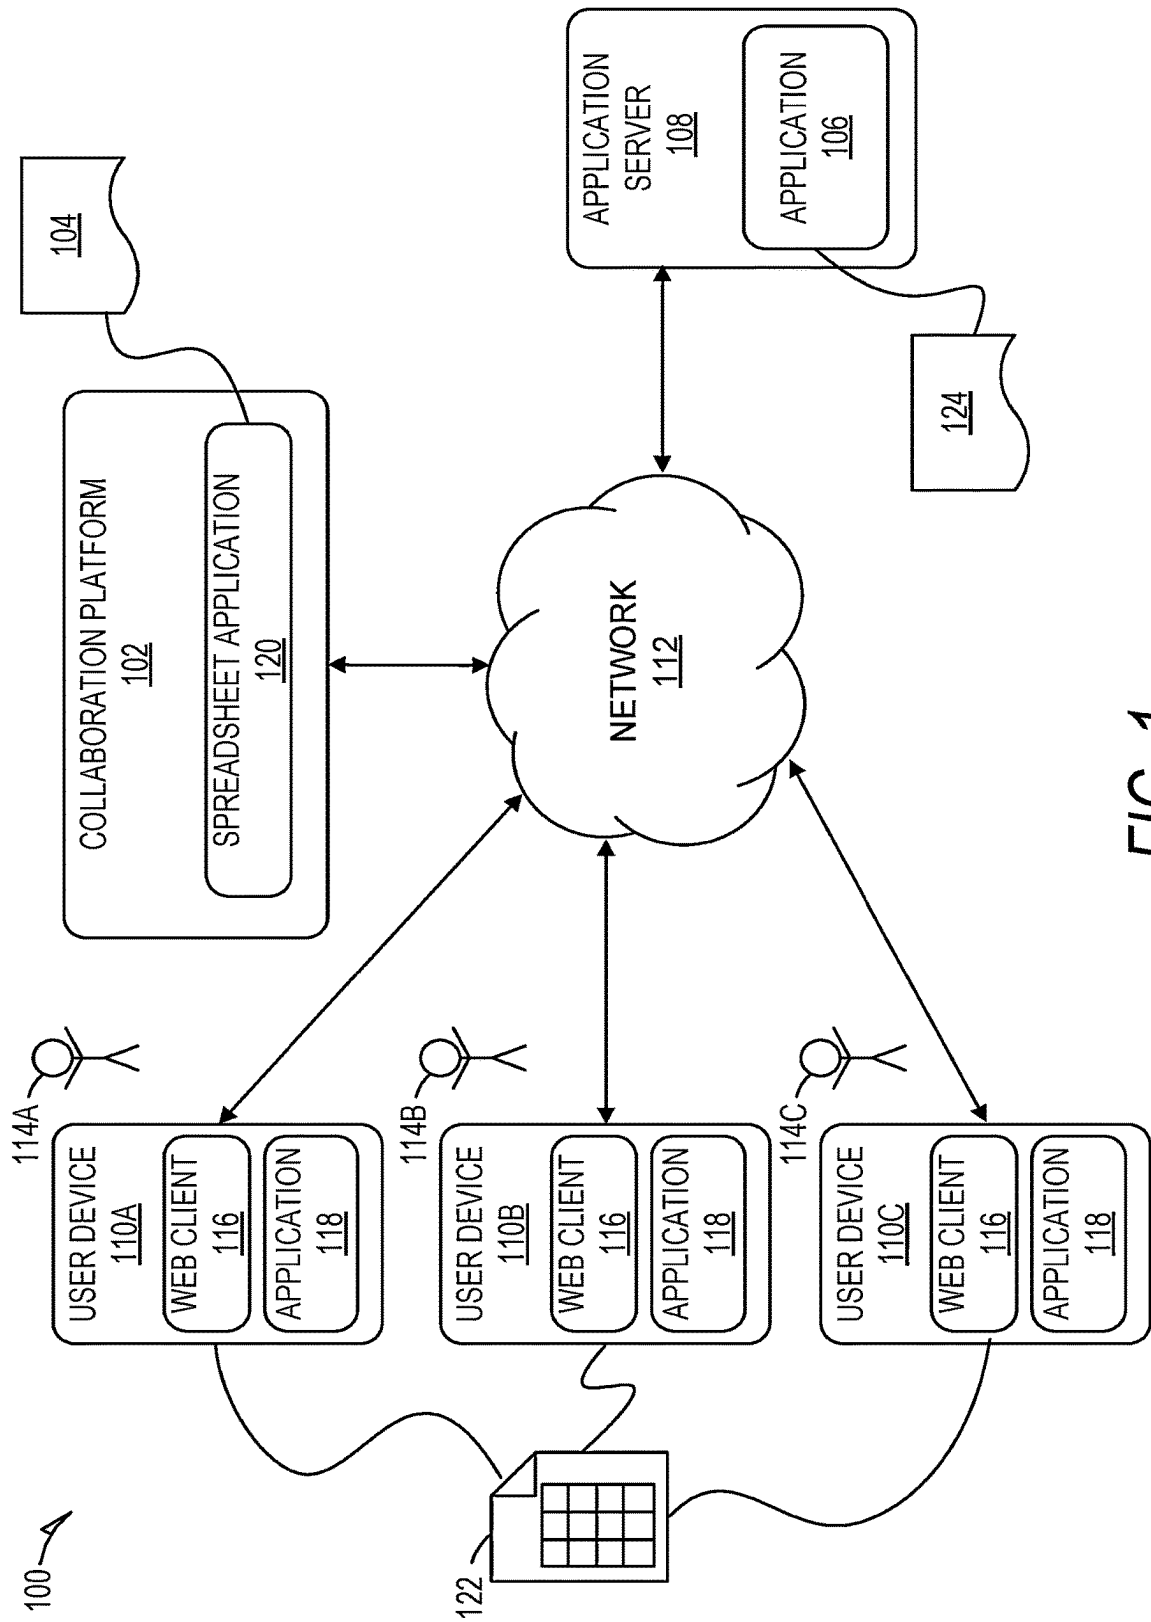 100
114A
104
COLLABORATION PLATFORM
102
SPREADSHEET APPLICATION
120
USER DEVICE
110A
WEB CLIENT
116
APPLICATION
118
114B
USER DEVICE
110B
WEB CLIENT
116
APPLICATION
118
122
NETWORK
112
APPLICATION
SERVER
108
APPLICATION
106
114C
USER DEVICE
110C
WEB CLIENT
116
APPLICATION
118
124
FIG. 1